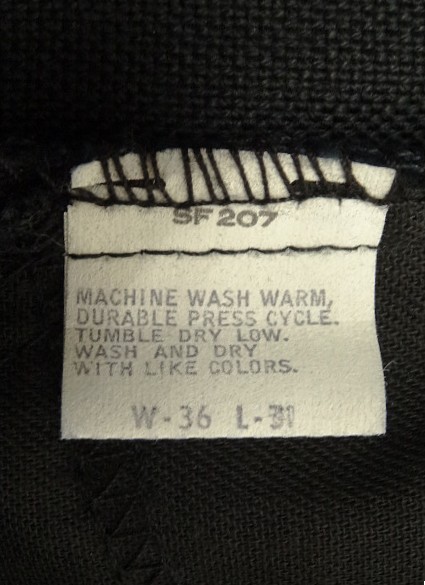 SF 207
MACHINE WASH WARM,
DURABLE PRESS CYCLE.
TUMBLE DRY LOW.
WASH AND DRY
WITH LIKE COLORS.
W-36 L-31